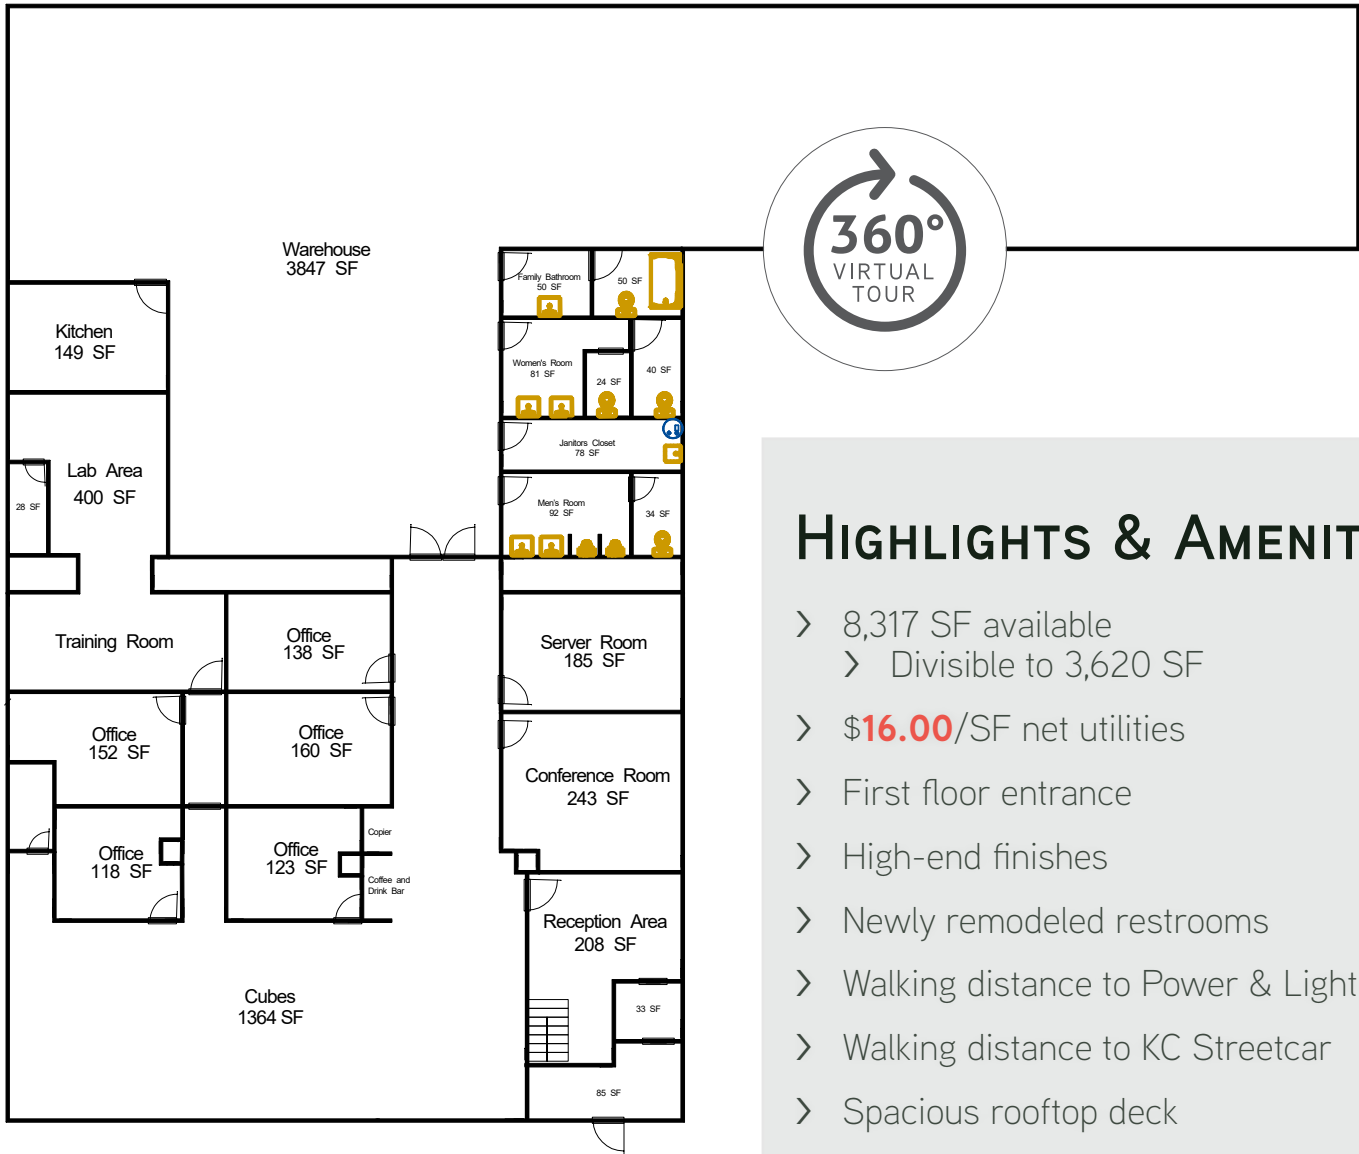 Warehouse
3847 SF
360°
VIRTUAL
TOUR
Family Bathroom
50 SF
50 SF
Kitchen
149 SF
Women's Room
81 SF
24 SF
40 SF
Janitors Closet
78 SF
Lab Area
400 SF
28 SF
Men's Room
92 SF
34 SF
Training Room
Office
138 SF
Server Room
185 SF
Office
152 SF
Office
160 SF
Conference Room
243 SF
Office
118 SF
Office
123 SF
Copier
Coffee and
Drink Bar
Reception Area
208 SF
33 SF
Cubes
1364 SF
85 SF
HIGHLIGHTS & AMENIT
> 8,317 SF available
> Divisible to 3,620 SF
> $16.00/SF net utilities
> First floor entrance
> High-end finishes
> Newly remodeled restrooms
> Walking distance to Power & Light
> Walking distance to KC Streetcar
> Spacious rooftop deck